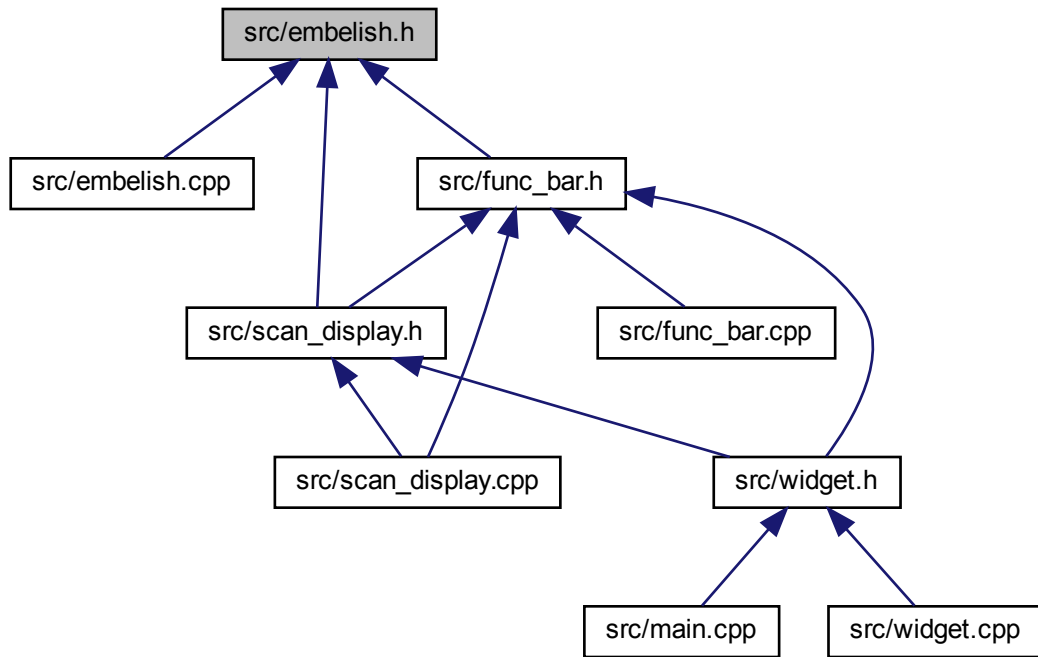 src/embelish.h
src/embelish.cpp
src/func_bar.h
src/scan_display.h
src/func_bar.cpp
src/scan_display.cpp
src/widget.h
src/main.cpp
src/widget.cpp